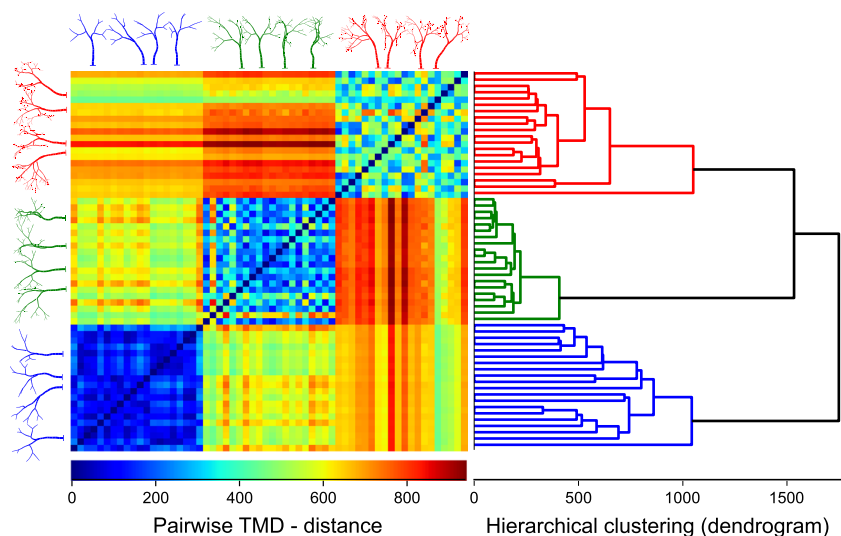 0 200 400 600 800
Pairwise TMD - distance
0 500 1000 1500
Hierarchical clustering (dendrogram)